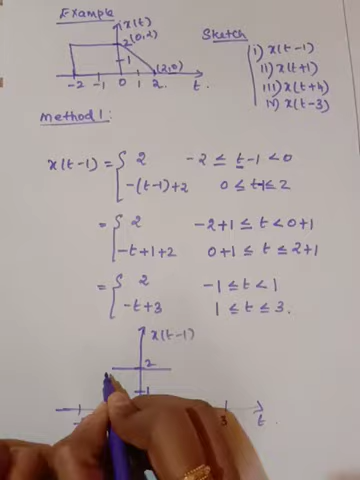 Example
x(t)
2 (0,2)
1
(2,0)
-2 -1 0 1 2 t
Sketch
i) x(t-1)
ii) x(t+1)
iii) x(t+4)
iv) x(t-3)
Method 1:
x(t-1) = { 2 -2 ≤ t-1 < 0
-(t-1)+2 0 ≤ t-1 ≤ 2
= { 2 -2+1 ≤ t < 0+1
-t+1+2 0+1 ≤ t ≤ 2+1
= { 2 -1 ≤ t < 1
-t+3 1 ≤ t ≤ 3.
x(t-1)
2
1
3 t